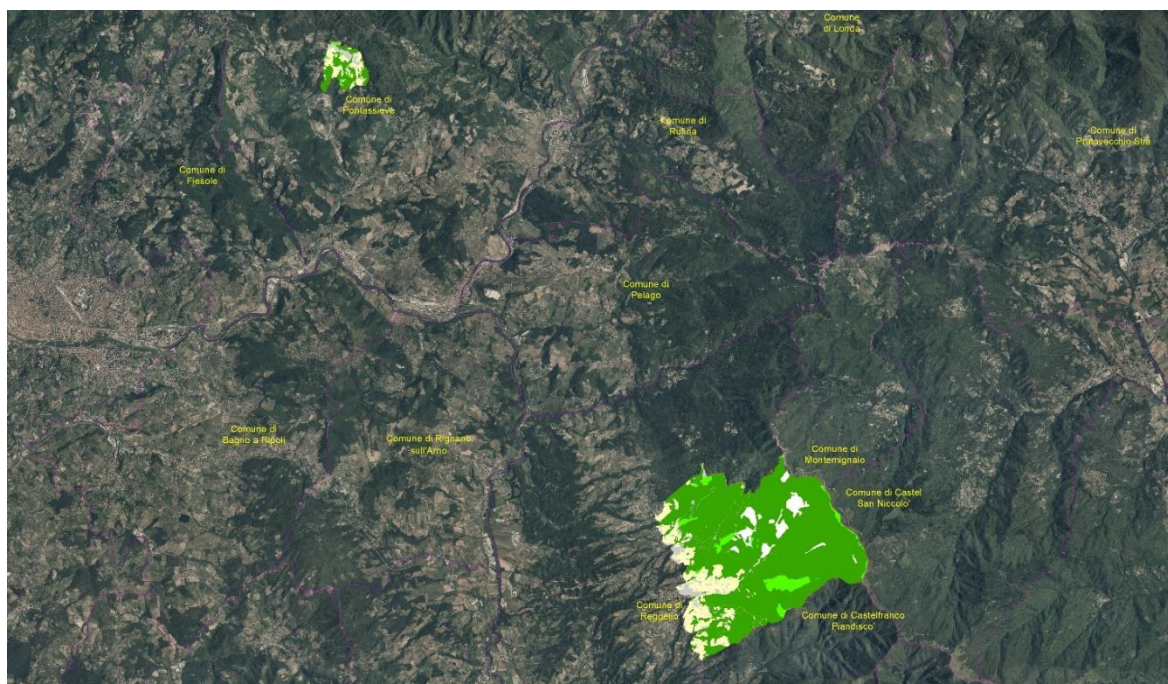 Comune
di Londa
Comune di
Pontassieve
Comune di
Rufina
Comune di
Pratovecchio Stia
Comune di
Fiesole
Comune di
Pelago
Comune di
Bagno a Ripoli
Comune di Rignano
sull'Arno
Comune di
Montemignaio
Comune di Castel
San Niccolo'
Comune di
Reggello
Comune di Castelfranco
Piandisco'